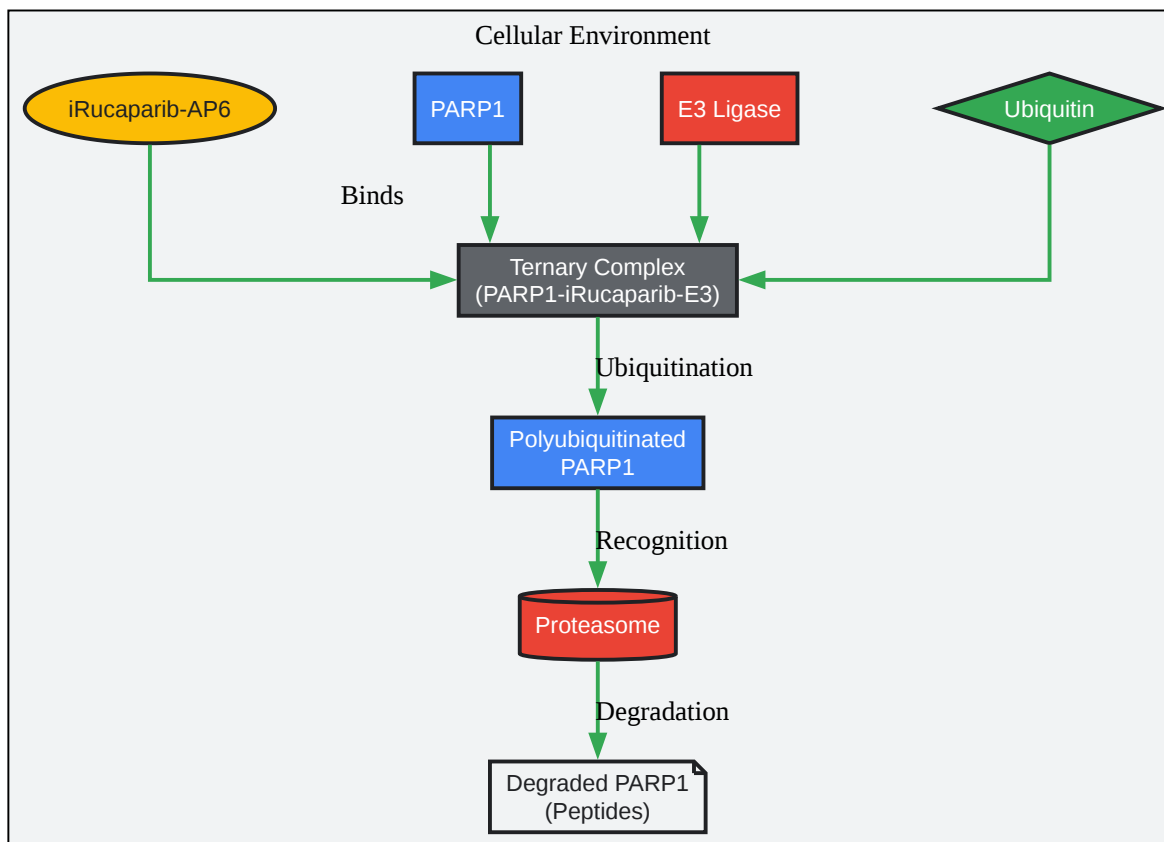 Cellular Environment
iRucaparib-AP6
PARP1
E3 Ligase
Ubiquitin
Binds
Ternary Complex
(PARP1-iRucaparib-E3)
Ubiquitination
Polyubiquitinated
PARP1
Recognition
Proteasome
Degradation
Degraded PARP1
(Peptides)